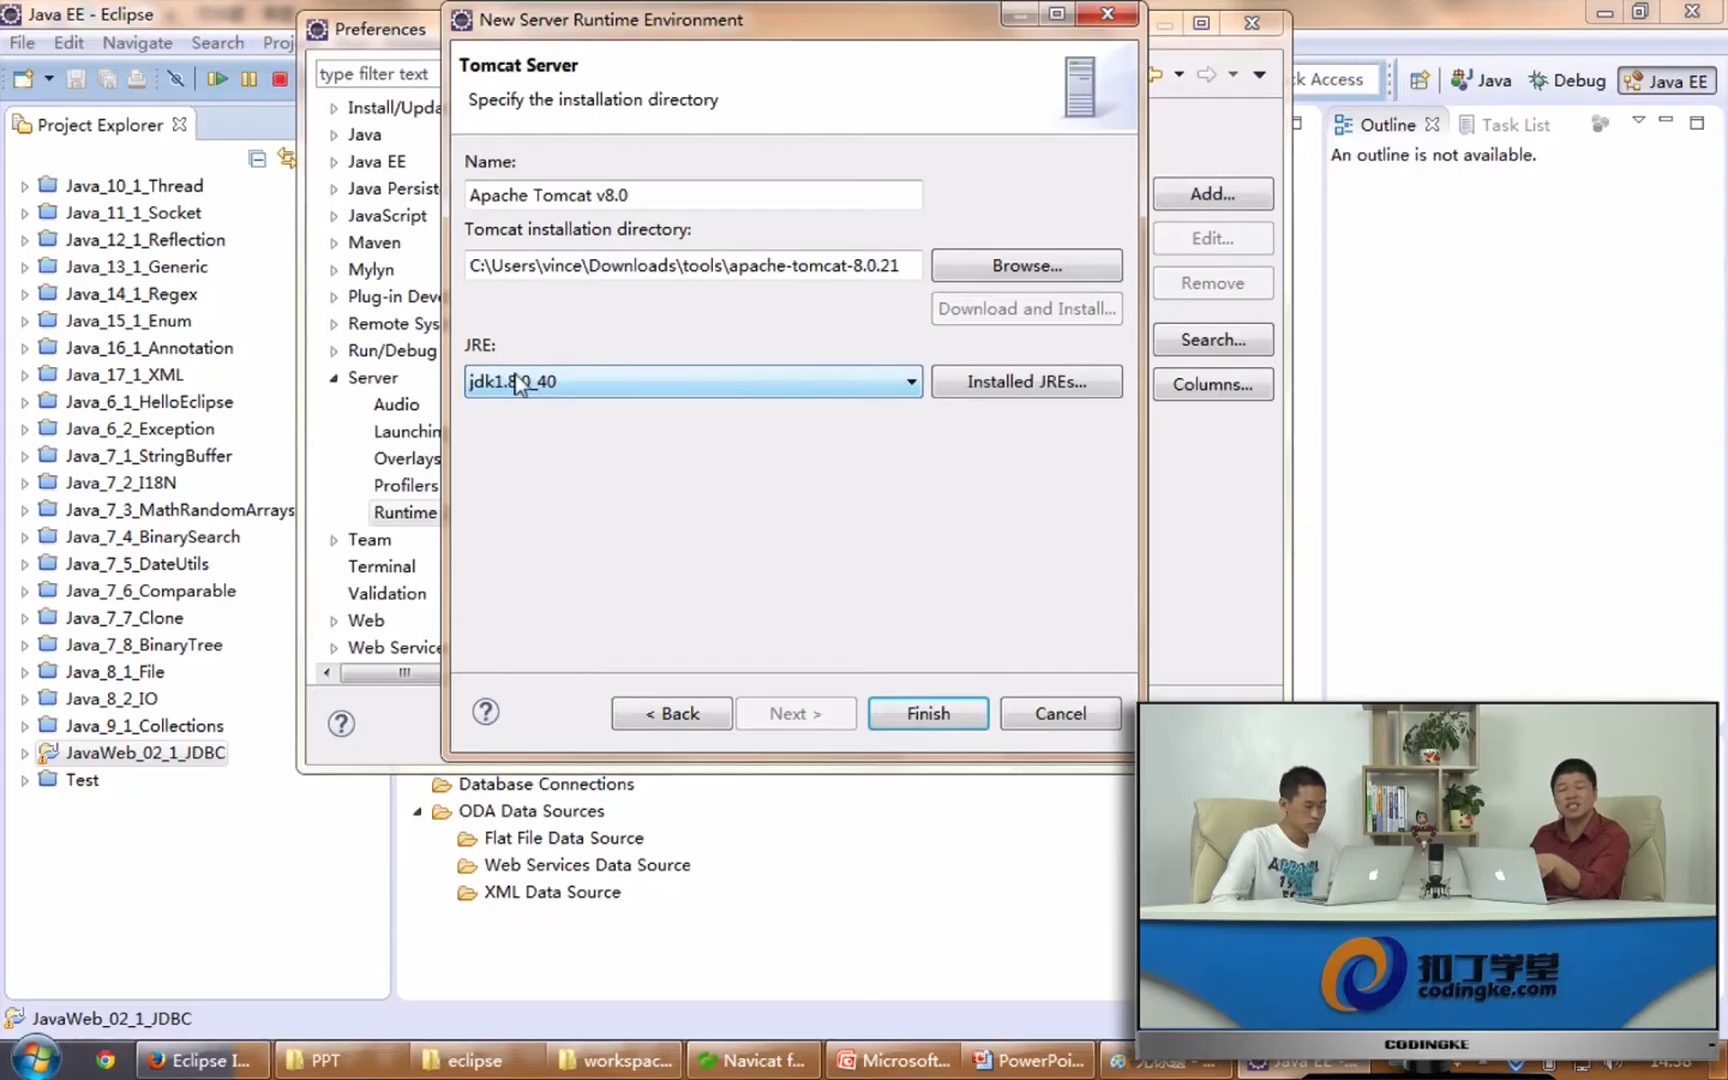 Java EE - Eclipse
File Edit Navigate Search Proj
Project Explorer
Java_10_1_Thread
Java_11_1_Socket
Java_12_1_Reflection
Java_13_1_Generic
Java_14_1_Regex
Java_15_1_Enum
Java_16_1_Annotation
Java_17_1_XML
Java_6_1_HelloEclipse
Java_6_2_Exception
Java_7_1_StringBuffer
Java_7_2_I18N
Java_7_3_MathRandomArrays
Java_7_4_BinarySearch
Java_7_5_DateUtils
Java_7_6_Comparable
Java_7_7_Clone
Java_7_8_BinaryTree
Java_8_1_File
Java_8_2_IO
Java_9_1_Collections
JavaWeb_02_1_JDBC
Test
Preferences
type filter text
Install/Upda
Java
Java EE
Java Persist
JavaScript
Maven
Mylyn
Plug-in Deve
Remote Sys
Run/Debug
Server
Audio
Launchin
Overlays
Profilers
Runtime
Team
Terminal
Validation
Web
Web Service
New Server Runtime Environment
Tomcat Server
Specify the installation directory
Name:
Apache Tomcat v8.0
Tomcat installation directory:
C:\Users\vince\Downloads\tools\apache-tomcat-8.0.21
Browse...
Download and Install...
JRE:
jdk1.8.0_40
Installed JREs...
< Back
Next >
Finish
Cancel
Add...
Edit...
Remove
Search...
Columns...
ck Access
Java
Debug
Java EE
Outline
Task List
An outline is not available.
Database Connections
ODA Data Sources
Flat File Data Source
Web Services Data Source
XML Data Source
扣丁学堂
codingke.com
CODINGKE
JavaWeb_02_1_JDBC
Eclipse I...
PPT
eclipse
workspac...
Navicat f...
Microsoft...
PowerPoi...